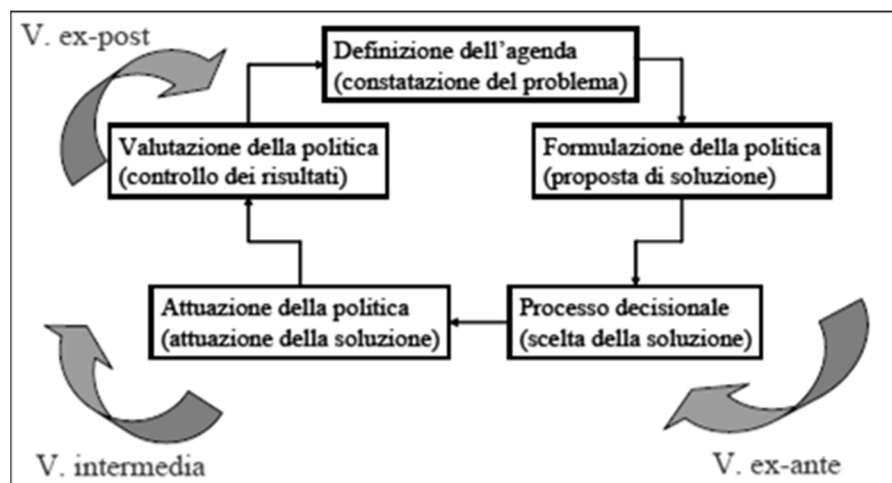 V. ex-post
Definizione dell'agenda
(constatazione del problema)
Valutazione della politica
(controllo dei risultati)
Formulazione della politica
(proposta di soluzione)
Attuazione della politica
(attuazione della soluzione)
Processo decisionale
(scelta della soluzione)
V. intermedia
V. ex-ante